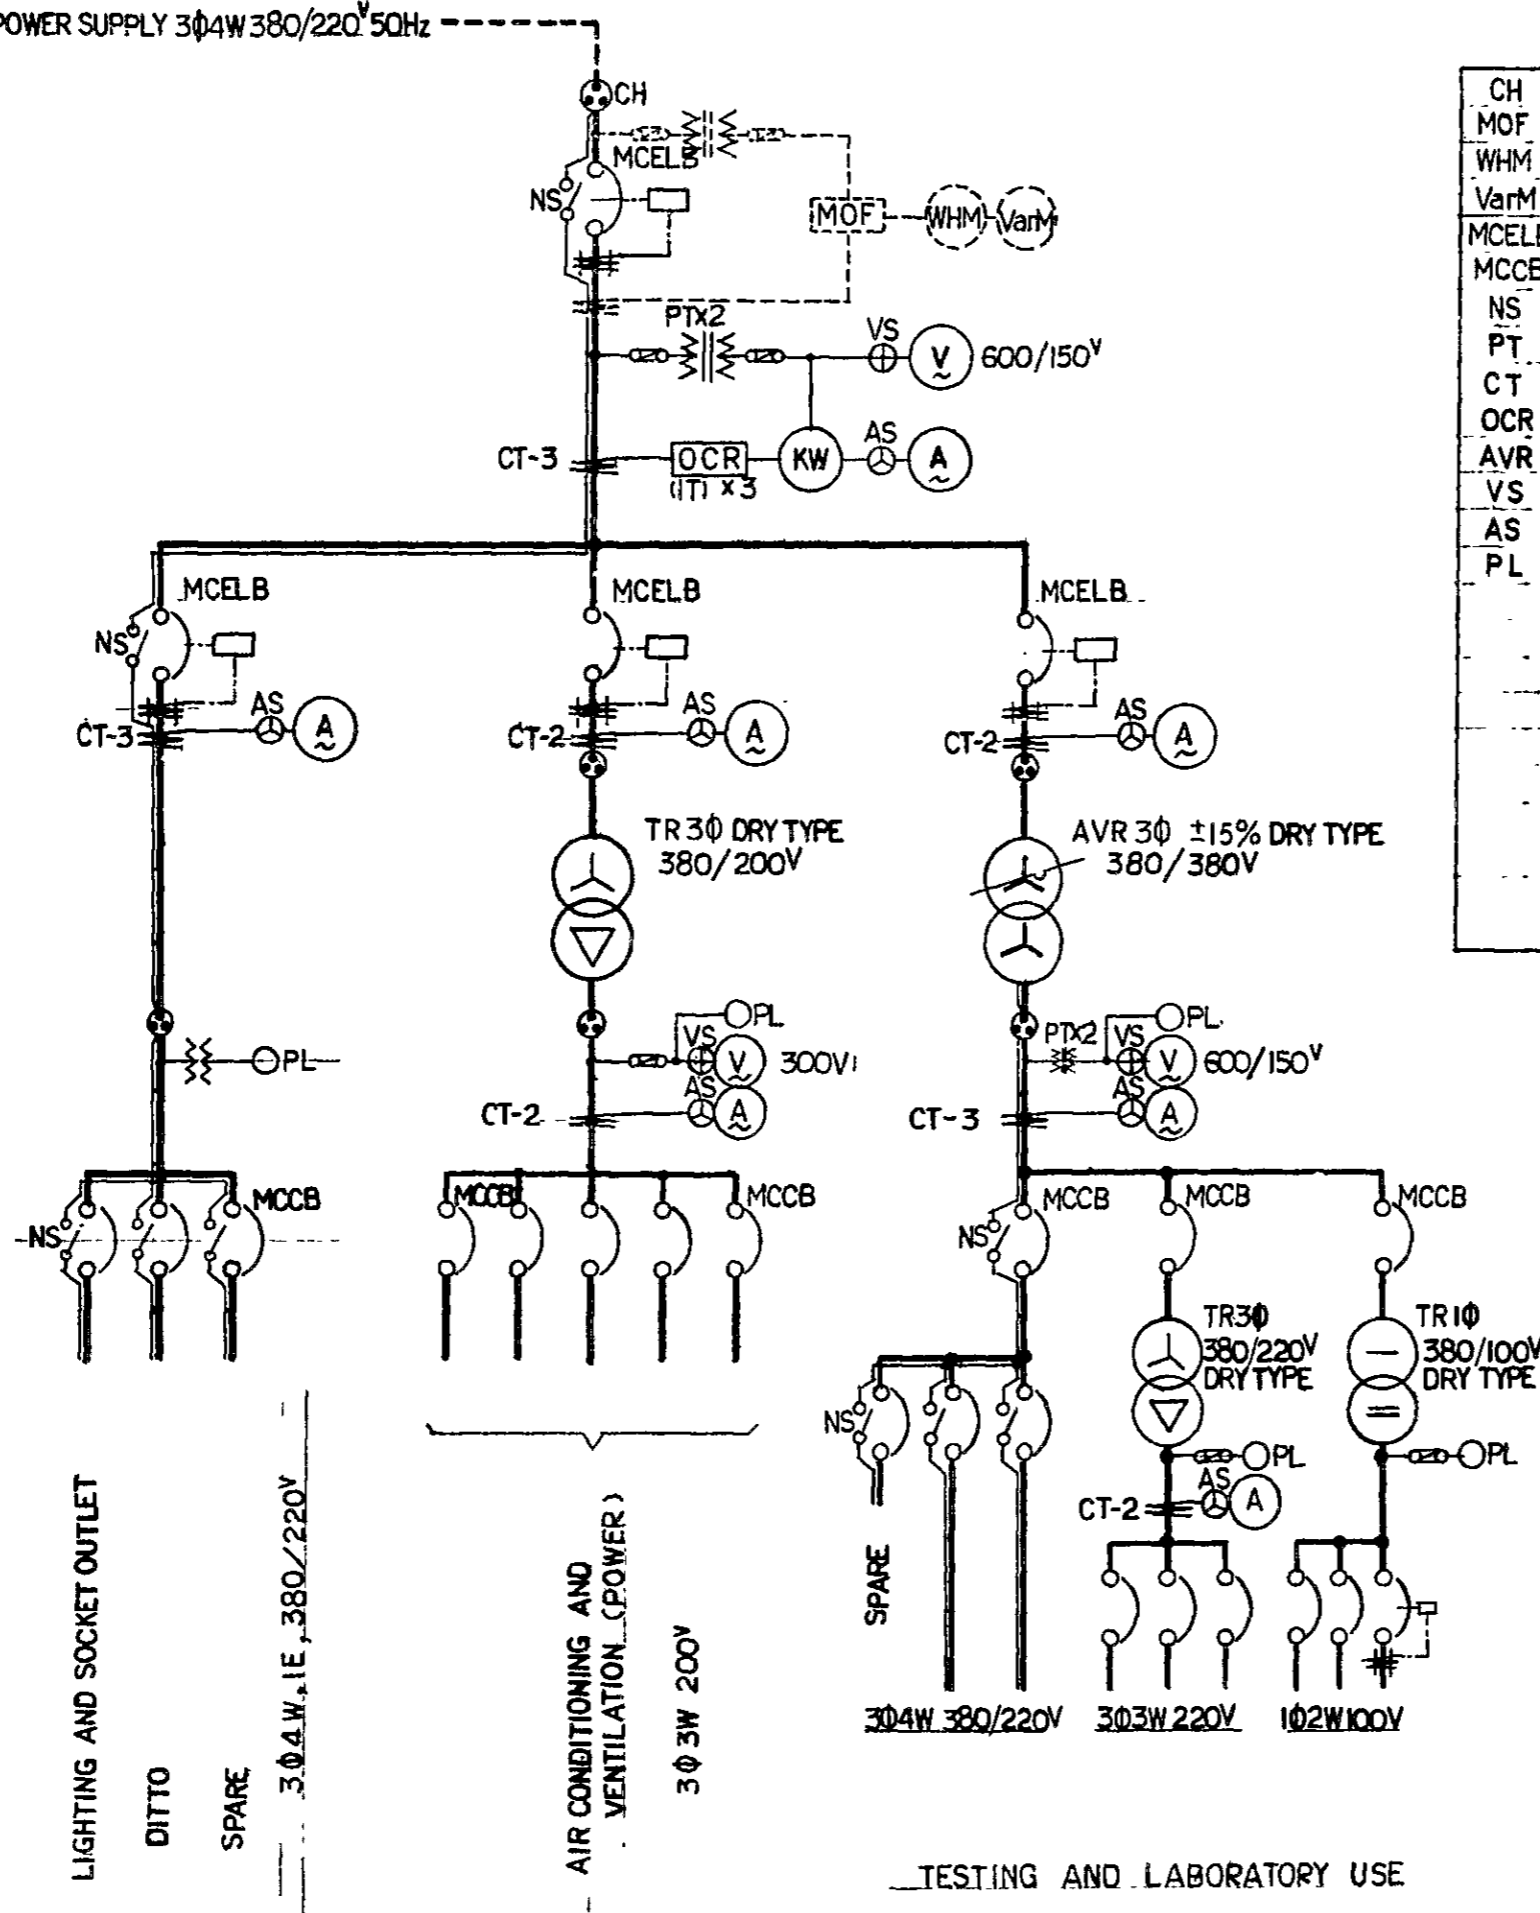 POWER SUPPLY 3φ4W 380/220V 50Hz
CH
MCELB
NS
MOF
WHM
VarM
PTX2
VS
V
600/150V
CT-3
OCR
KW
AS
A
(IT) X3
MCELB
MCELB
MCELB
NS
AS
A
AS
A
AS
A
CT-3
CT-2
CT-2
TR 3φ DRY TYPE
380/200V
AVR 3φ ±15% DRY TYPE
380/380V
PL
PL
VS
V
300V
AS
A
CT-2
PL
PTX2
VS
V
600/150V
AS
A
CT-3
MCCB
NS
MCCB
MCCB
MCCB
NS
MCCB
MCCB
TR3φ
380/220V
DRY TYPE
TR 1φ
380/100V
DRY TYPE
NS
PL
PL
CT-2
AS
A
SPARE
3φ4W 380/220V
3φ3W 220V
1φ2W100V
LIGHTING AND SOCKET OUTLET
DITTO
SPARE
3φ4W,1E,380/220V
AIR CONDITIONING AND
VENTILATION (POWER)
3φ3W 200V
TESTING AND LABORATORY USE
CH
MOF
WHM
VarM
MCELB
MCCB
NS
PT
CT
OCR
AVR
VS
AS
PL